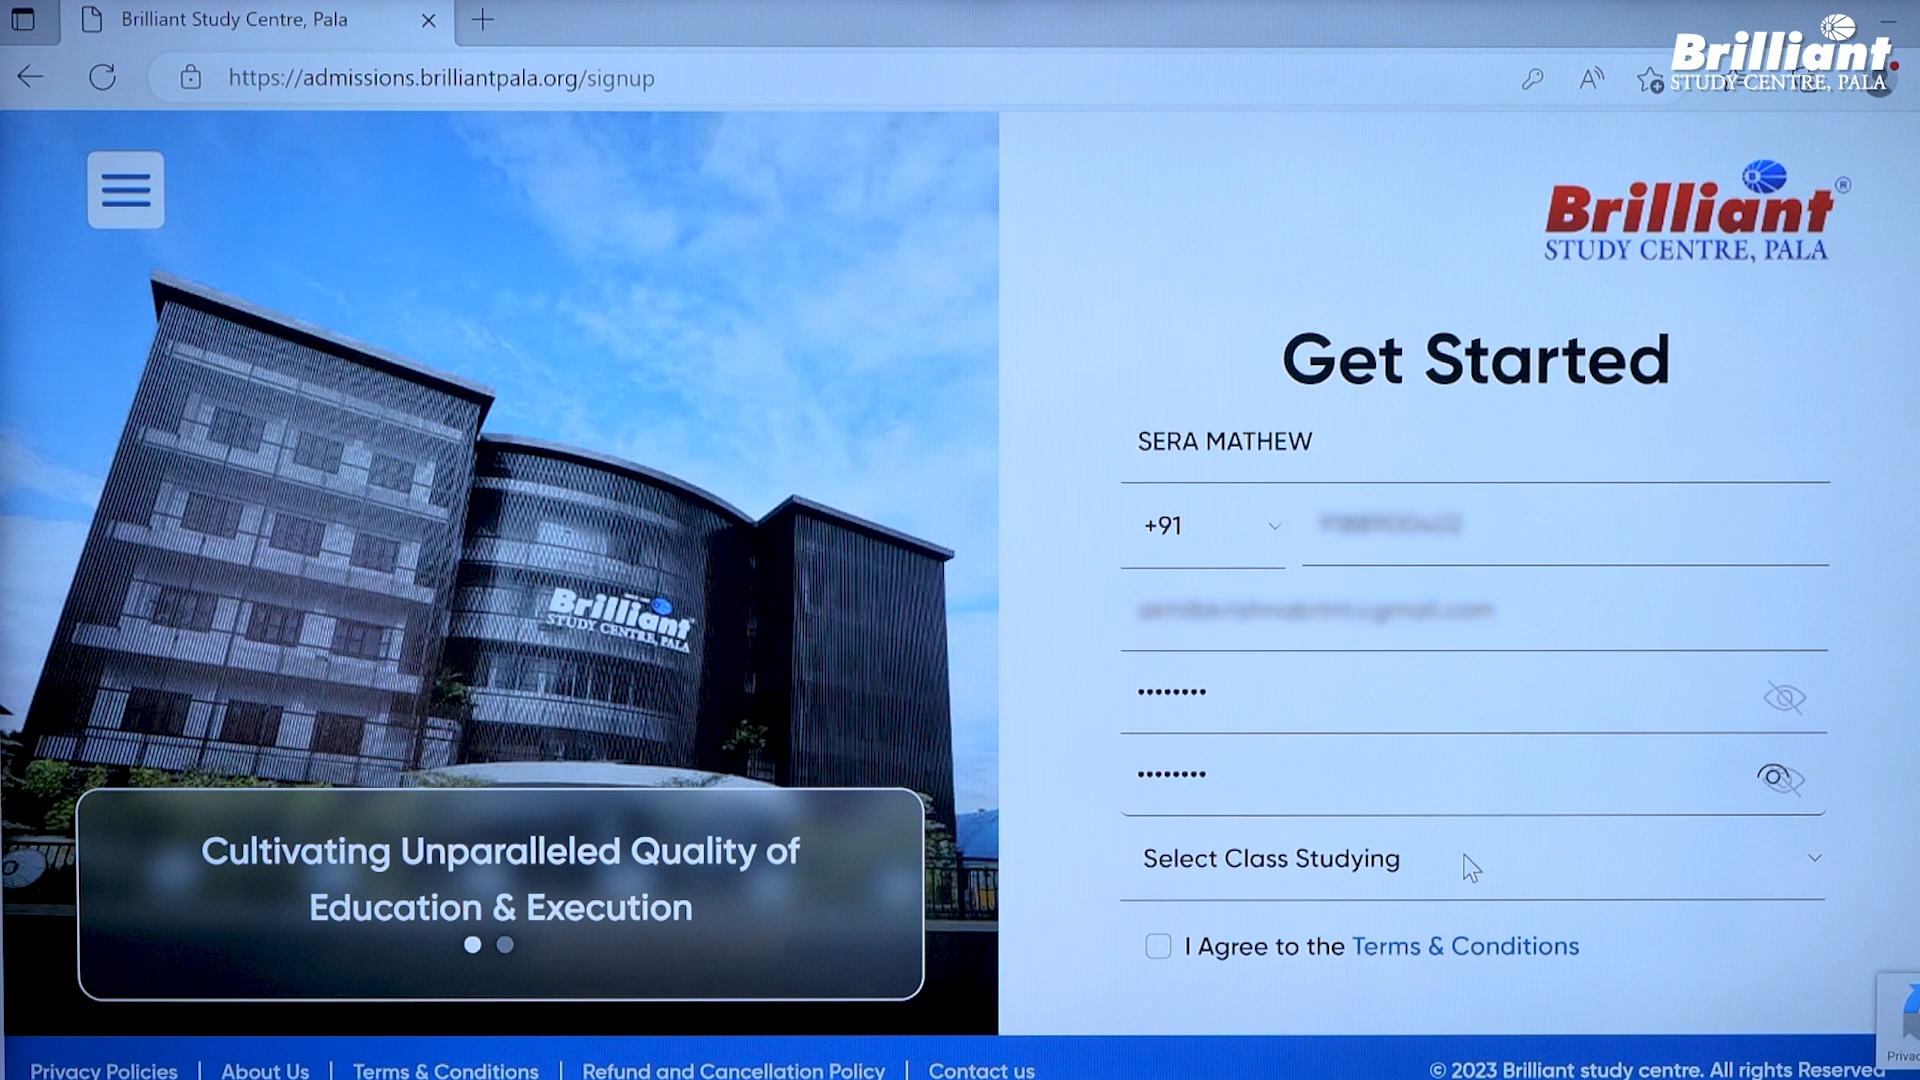 Brilliant Study Centre, Pala
https://admissions.brilliantpala.org/signup
Brilliant
STUDY CENTRE, PALA
Brilliant®
STUDY CENTRE, PALA
Get Started
SERA MATHEW
+91
Select Class Studying
I Agree to the Terms & Conditions
Brilliant
STUDY CENTRE, PALA
Cultivating Unparalleled Quality of
Education & Execution
Privacy Policies | About Us | Terms & Conditions | Refund and Cancellation Policy | Contact us
© 2023 Brilliant study centre. All rights Reserved